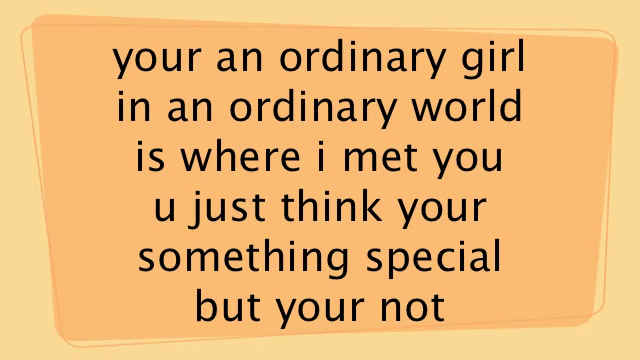 your an ordinary girl
in an ordinary world
is where i met you
u just think your
something special
but your not